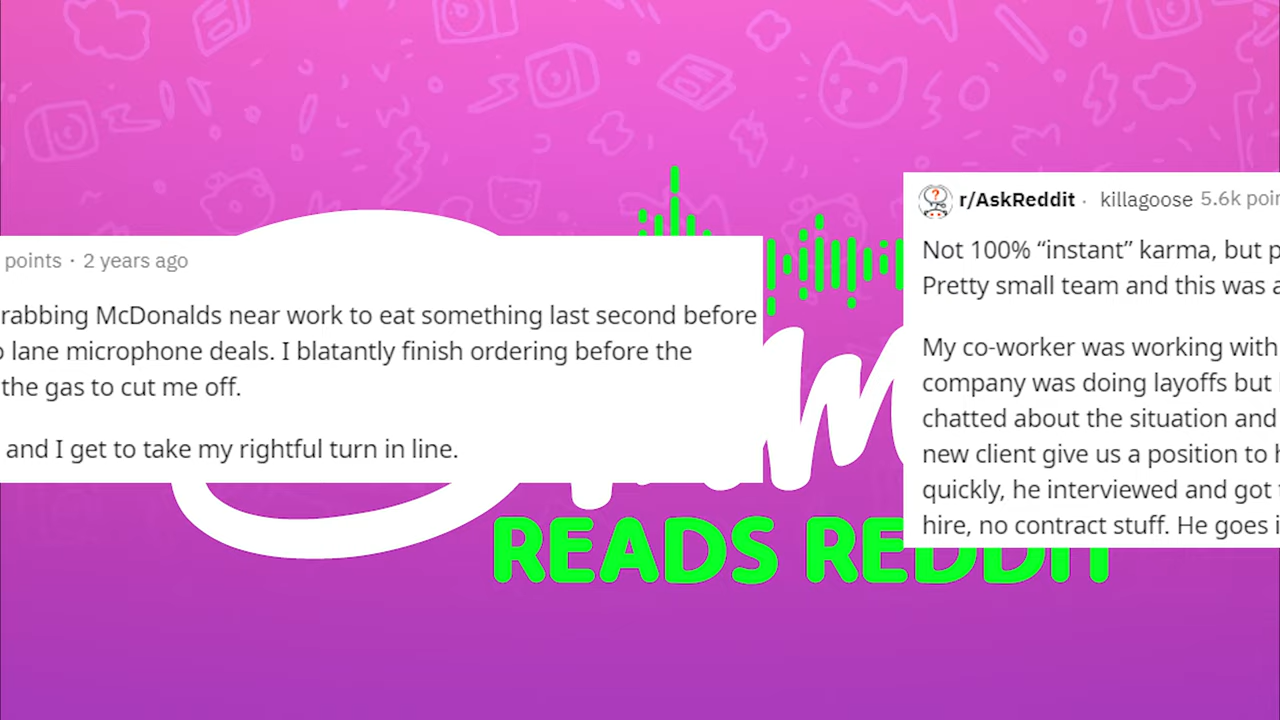 points · 2 years ago
rabbing McDonalds near work to eat something last second before
lane microphone deals. I blatantly finish ordering before the
the gas to cut me off.
and I get to take my rightful turn in line.
r/AskReddit · killagoose 5.6k
Not 100% “instant” karma, but
Pretty small team and this was
My co-worker was working with
company was doing layoffs but
chatted about the situation and
new client give us a position to
quickly, he interviewed and got
hire, no contract stuff. He goes
READS REDDIT